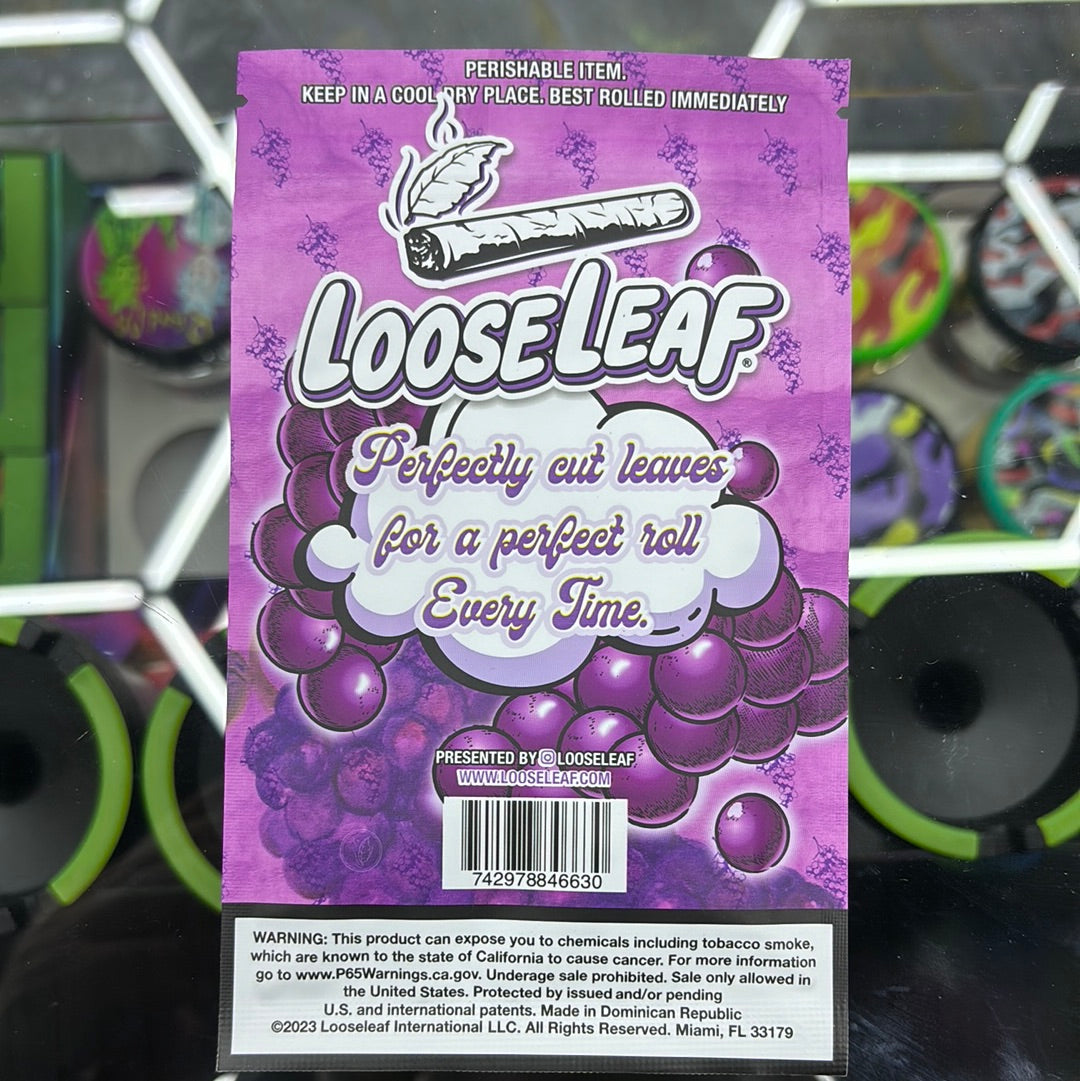 PERISHABLE ITEM.
KEEP IN A COOL DRY PLACE. BEST ROLLED IMMEDIATELY
LOOSELEAF®
Perfectly cut leaves
for a perfect roll
Every Time.
PRESENTED BY LOOSELEAF
WWW.LOOSELEAF.COM
742978846630
WARNING: This product can expose you to chemicals including tobacco smoke,
which are known to the state of California to cause cancer. For more information
go to www.P65Warnings.ca.gov. Underage sale prohibited. Sale only allowed in
the United States. Protected by issued and/or pending
U.S. and international patents. Made in Dominican Republic
©2023 Looseleaf International LLC. All Rights Reserved. Miami, FL 33179